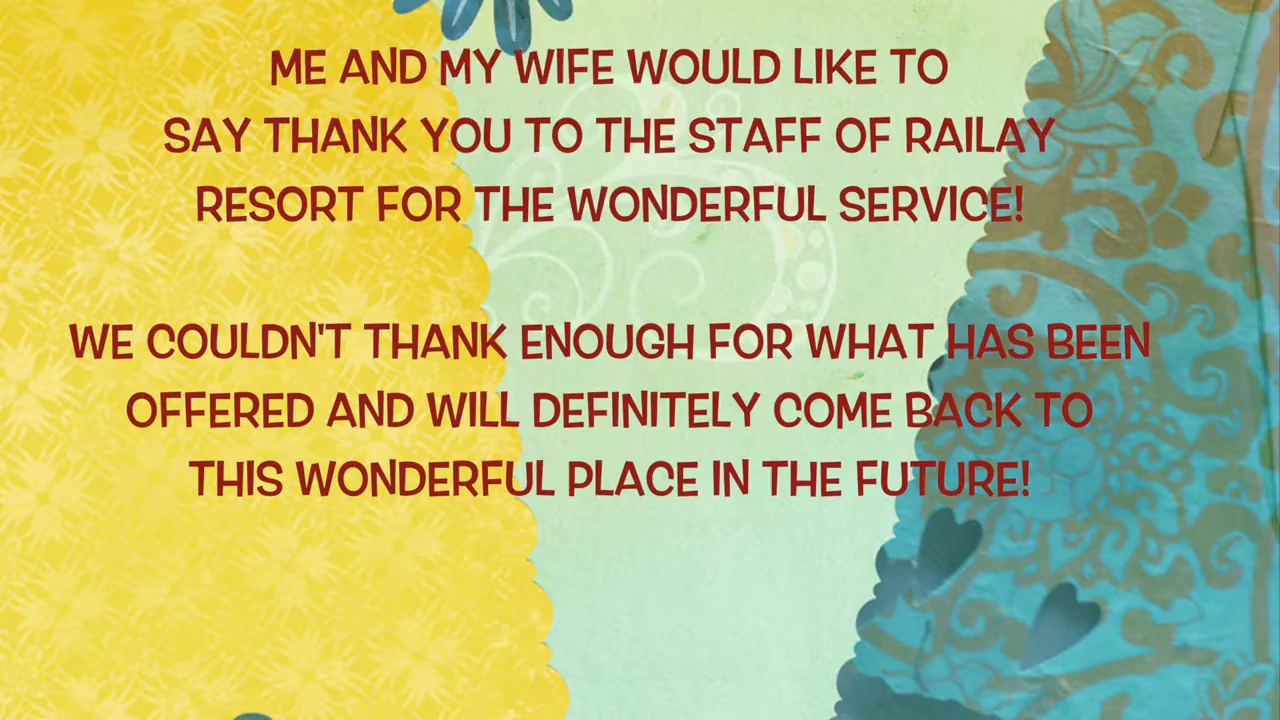 ME AND MY WIFE WOULD LIKE TO
SAY THANK YOU TO THE STAFF OF RAILAY
RESORT FOR THE WONDERFUL SERVICE!
WE COULDN'T THANK ENOUGH FOR WHAT HAS BEEN
OFFERED AND WILL DEFINITELY COME BACK TO
THIS WONDERFUL PLACE IN THE FUTURE!